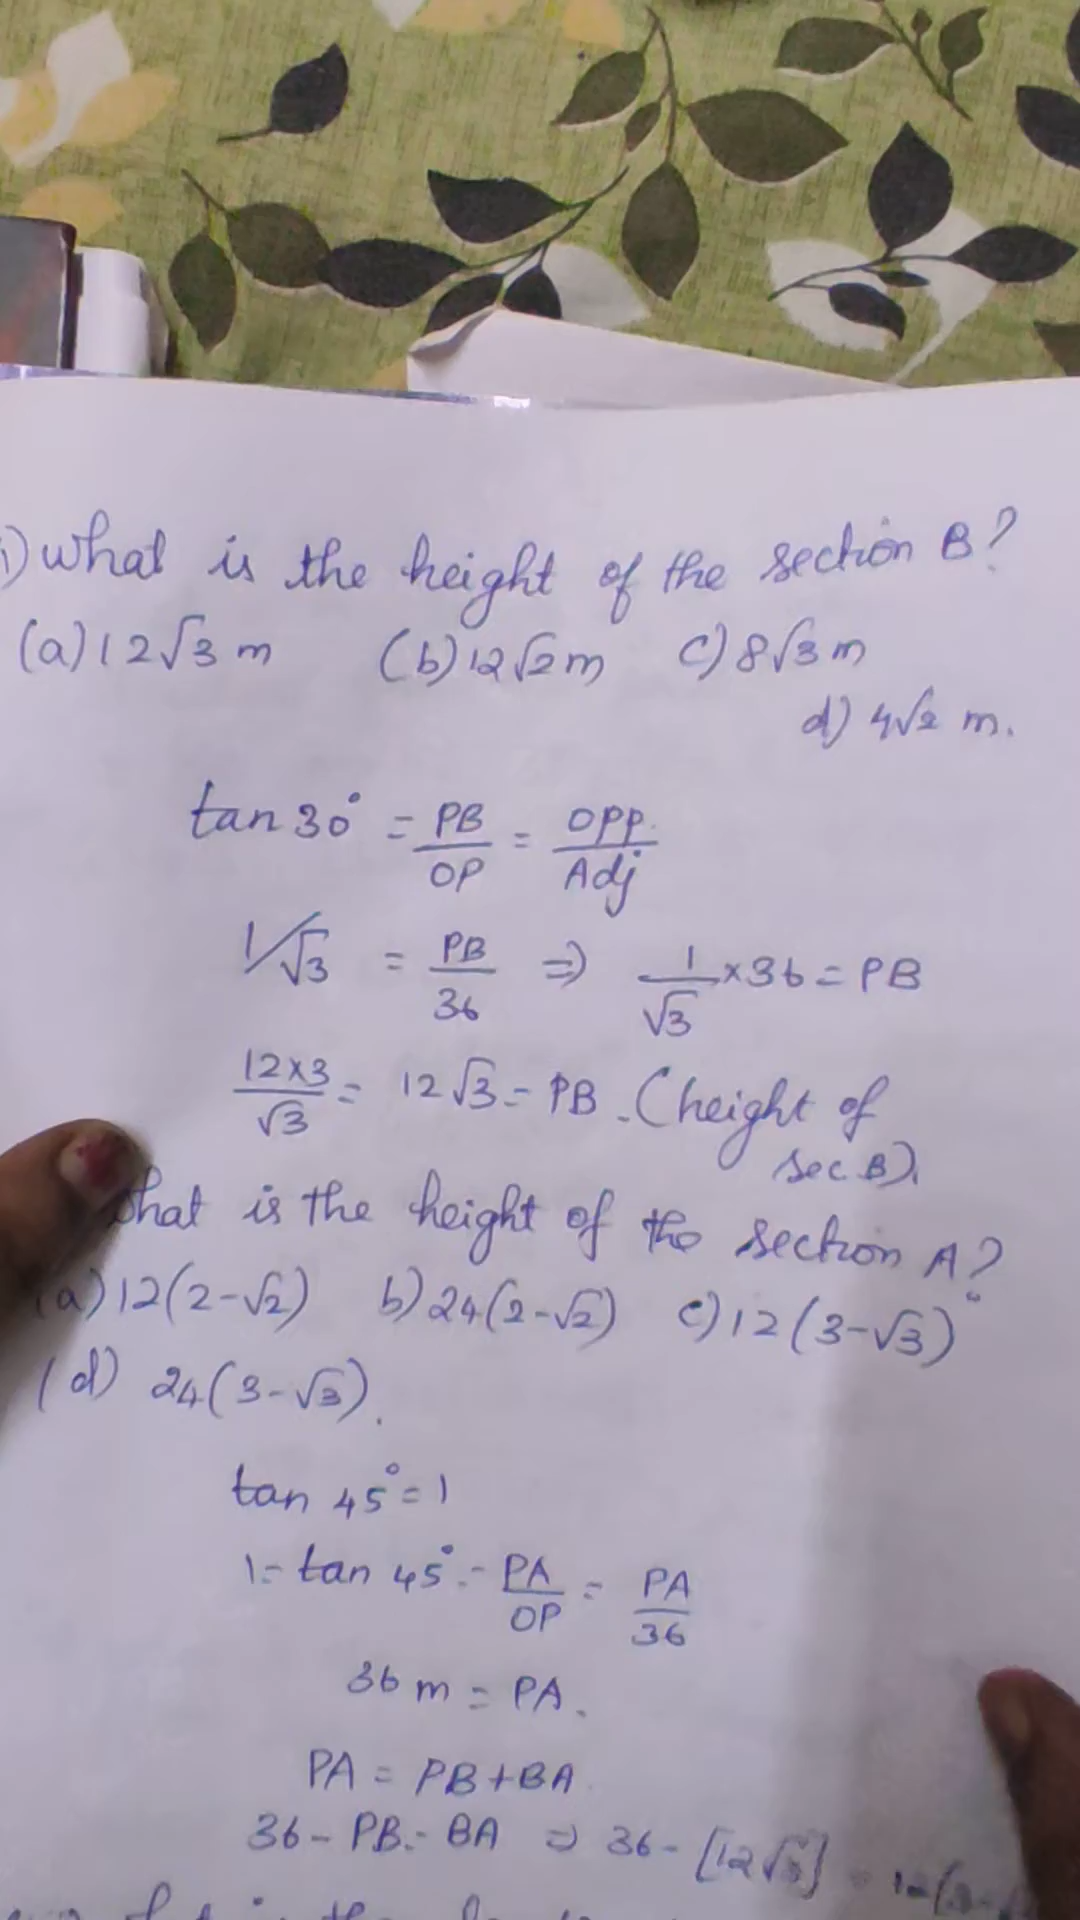 i) what is the height of the section B?
(a) 12√3 m (b) 12√2 m c) 8√3 m
d) 4√2 m.
tan 30° = PB/OP = OPP./Adj
1/√3 = PB/36 ⇒ 1/√3 × 36 = PB
12×3/√3 = 12√3 = PB. (height of
sec B).
what is the height of the section A?
(a) 12(2-√2) b) 24(2-√2) c) 12(3-√3)
(d) 24(3-√3).
tan 45° = 1
1 = tan 45° = PA/OP = PA/36
36 m = PA.
PA = PB + BA.
36 - PB = BA ⇒ 36 - [12√3] =